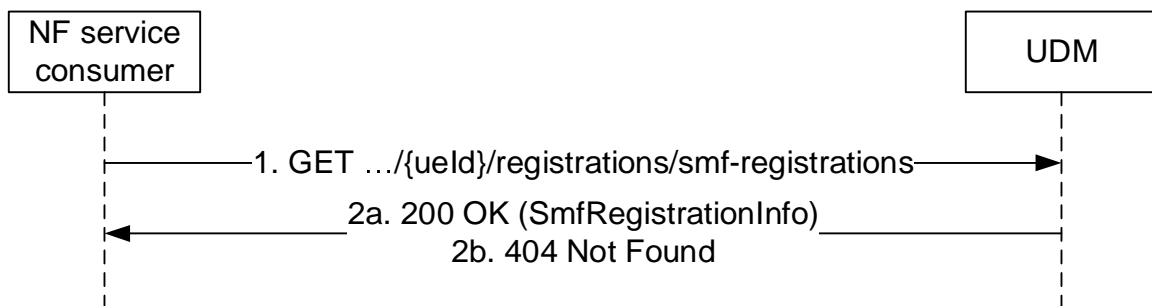 NF service
consumer
UDM
1. GET …/{ueId}/registrations/smf-registrations
2a. 200 OK (SmfRegistrationInfo)
2b. 404 Not Found